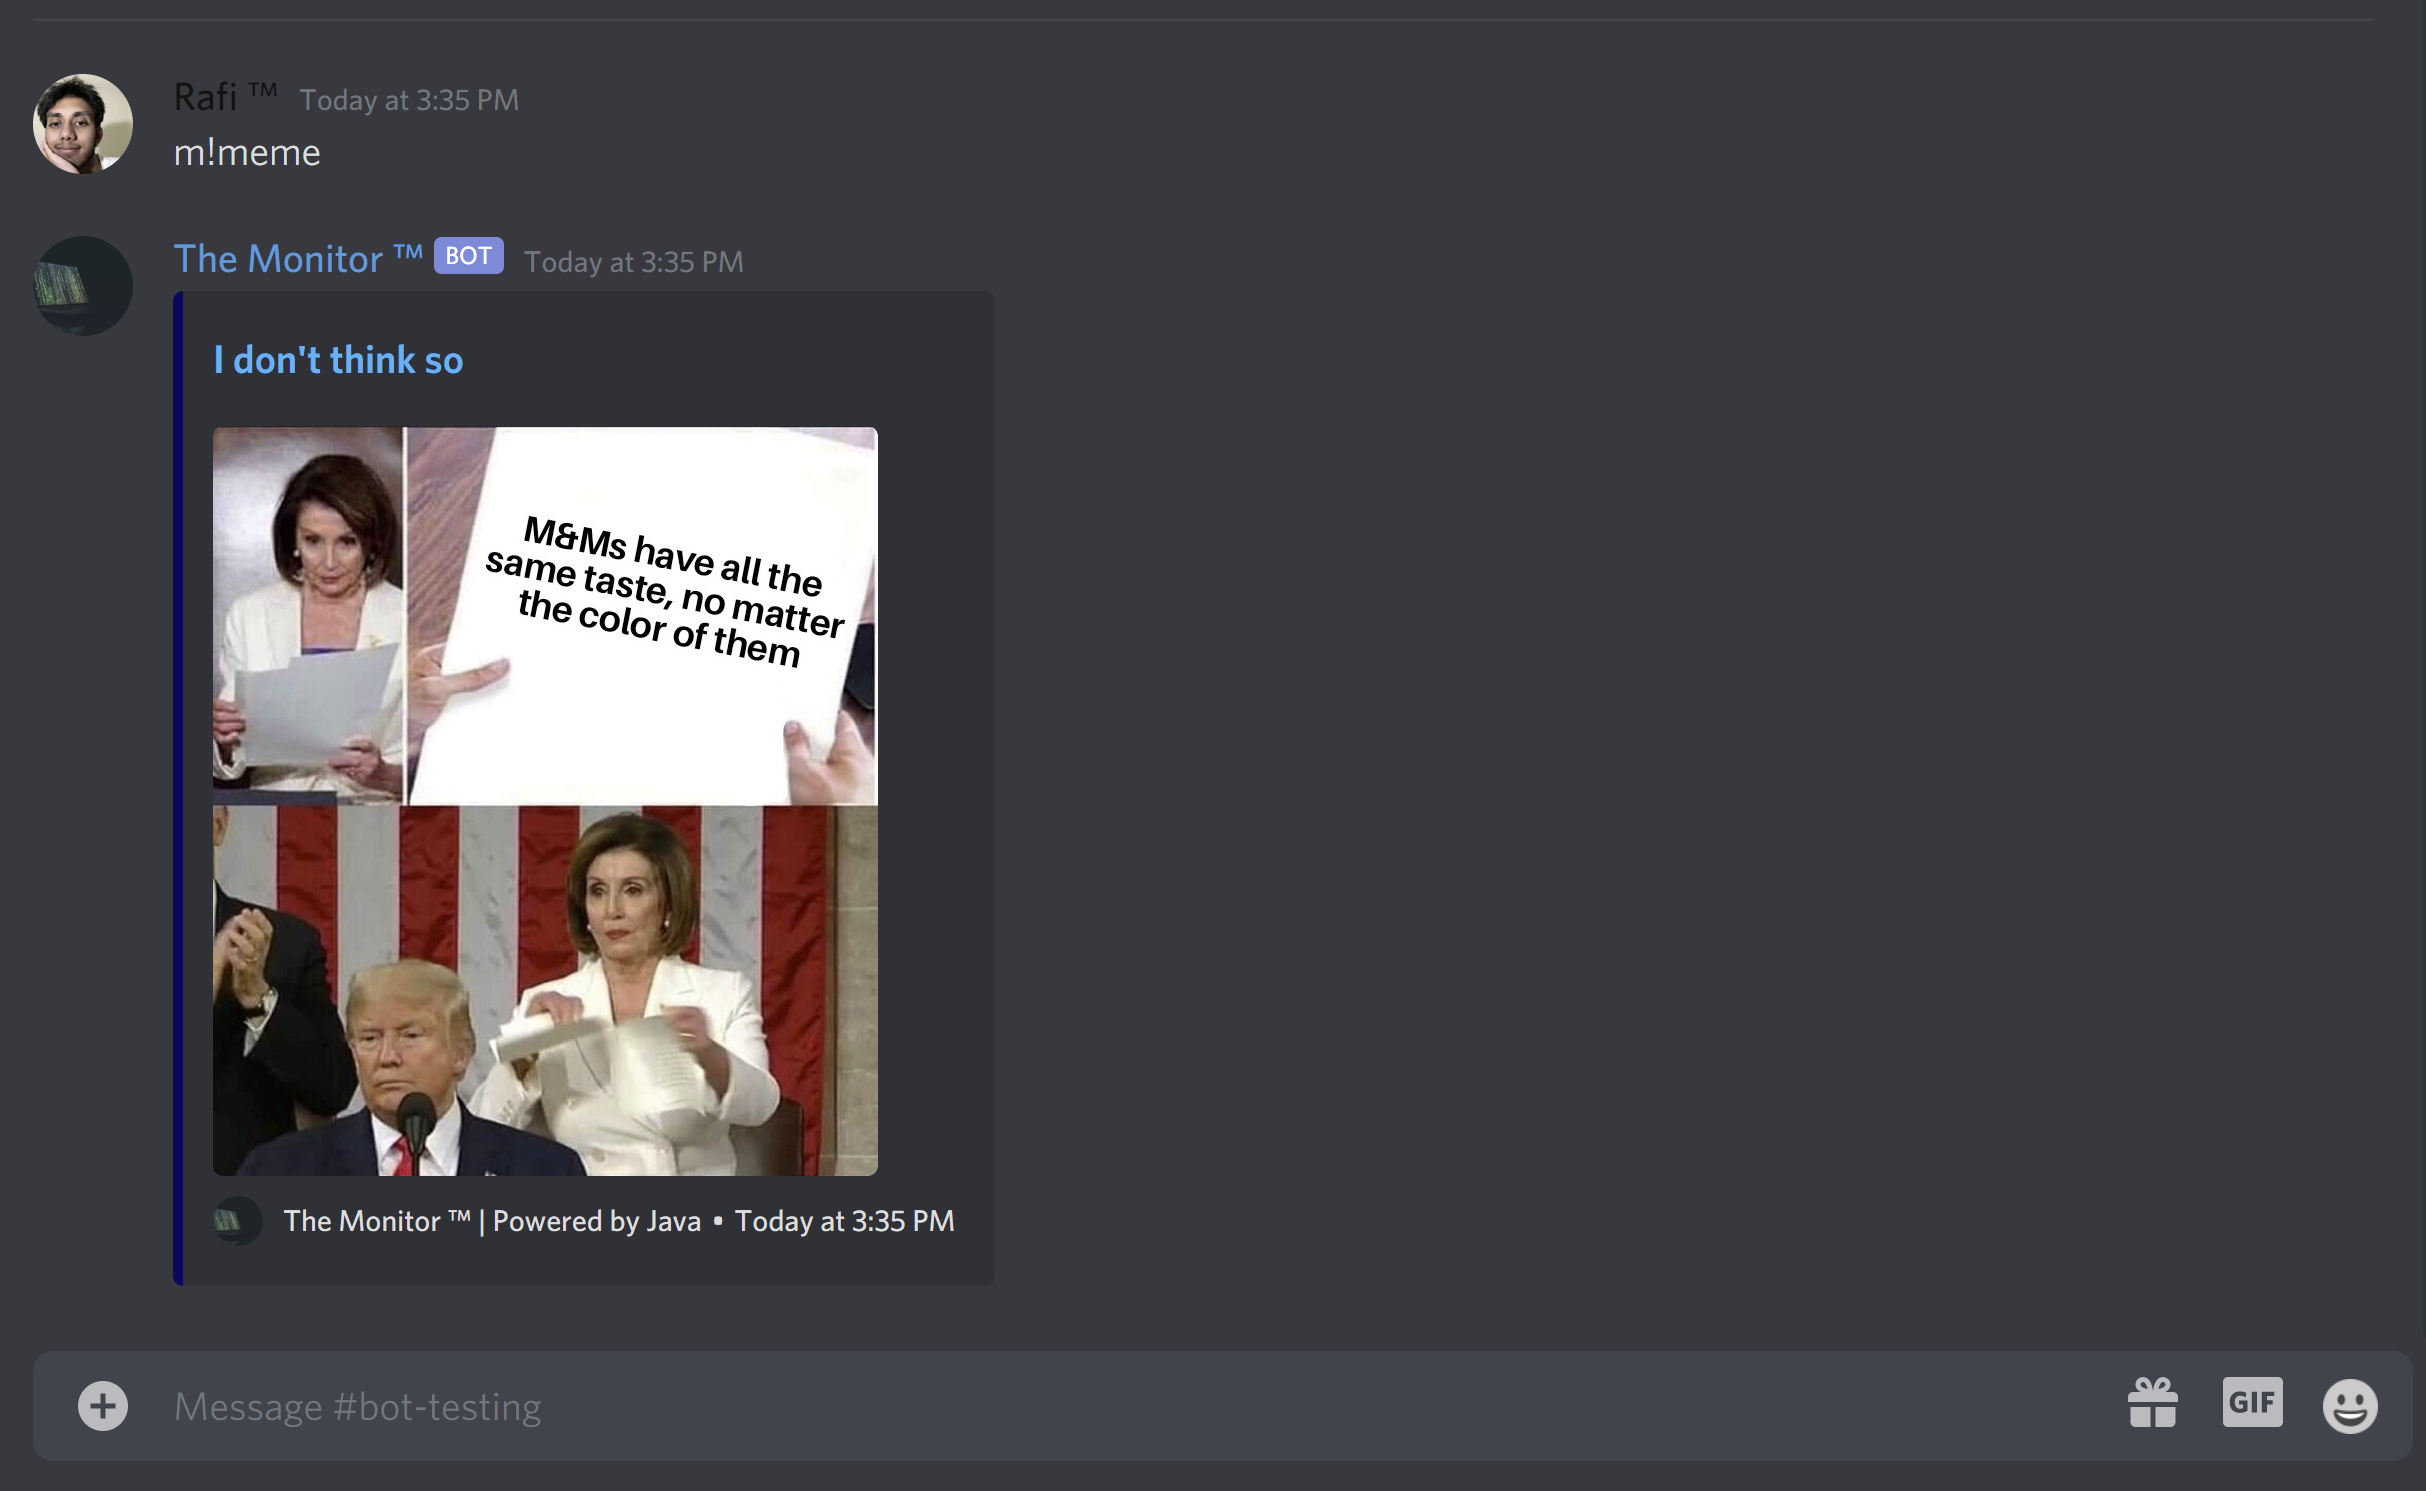 Rafi ™ Today at 3:35 PM
m!meme
The Monitor ™ BOT Today at 3:35 PM
I don't think so
M&Ms have all the
same taste, no matter
the color of them
The Monitor ™ | Powered by Java • Today at 3:35 PM
Message #bot-testing
GIF